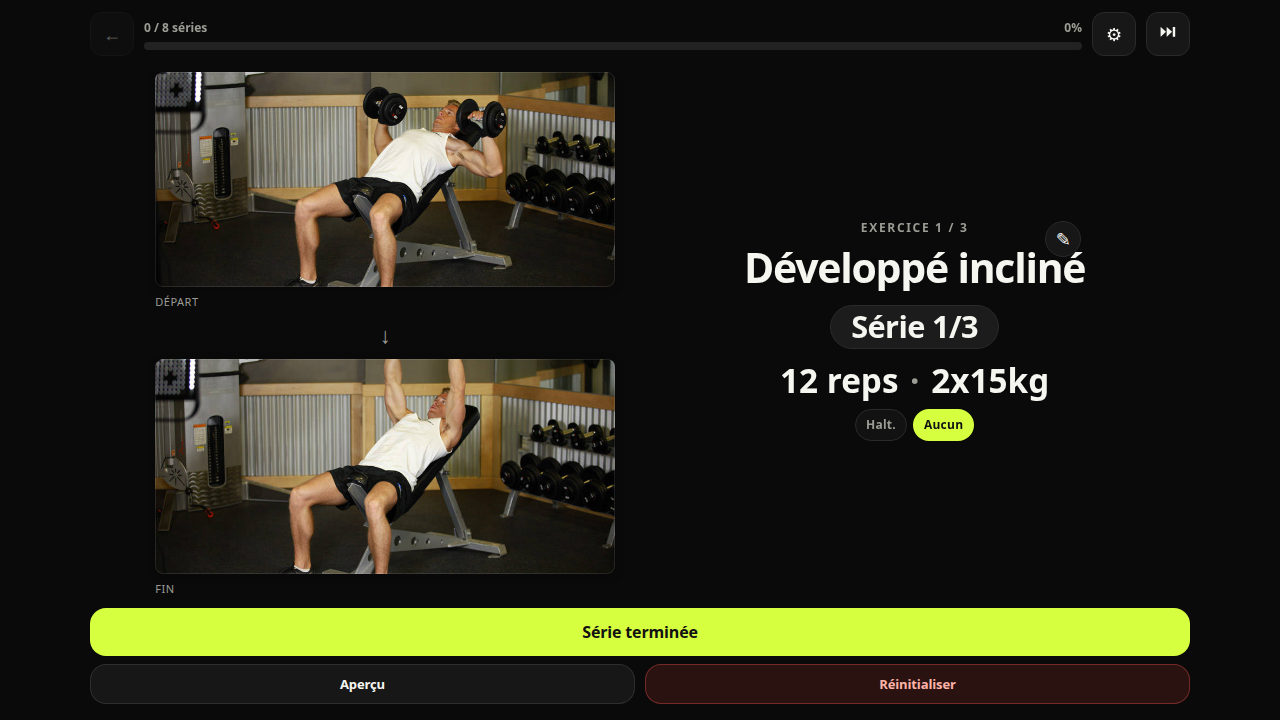 ←
0 / 8 séries
0%
⚙
⏭
DÉPART
↓
FIN
EXERCICE 1 / 3
✎
Développé incliné
Série 1/3
12 reps · 2x15kg
Halt. Aucun
Série terminée
Aperçu
Réinitialiser